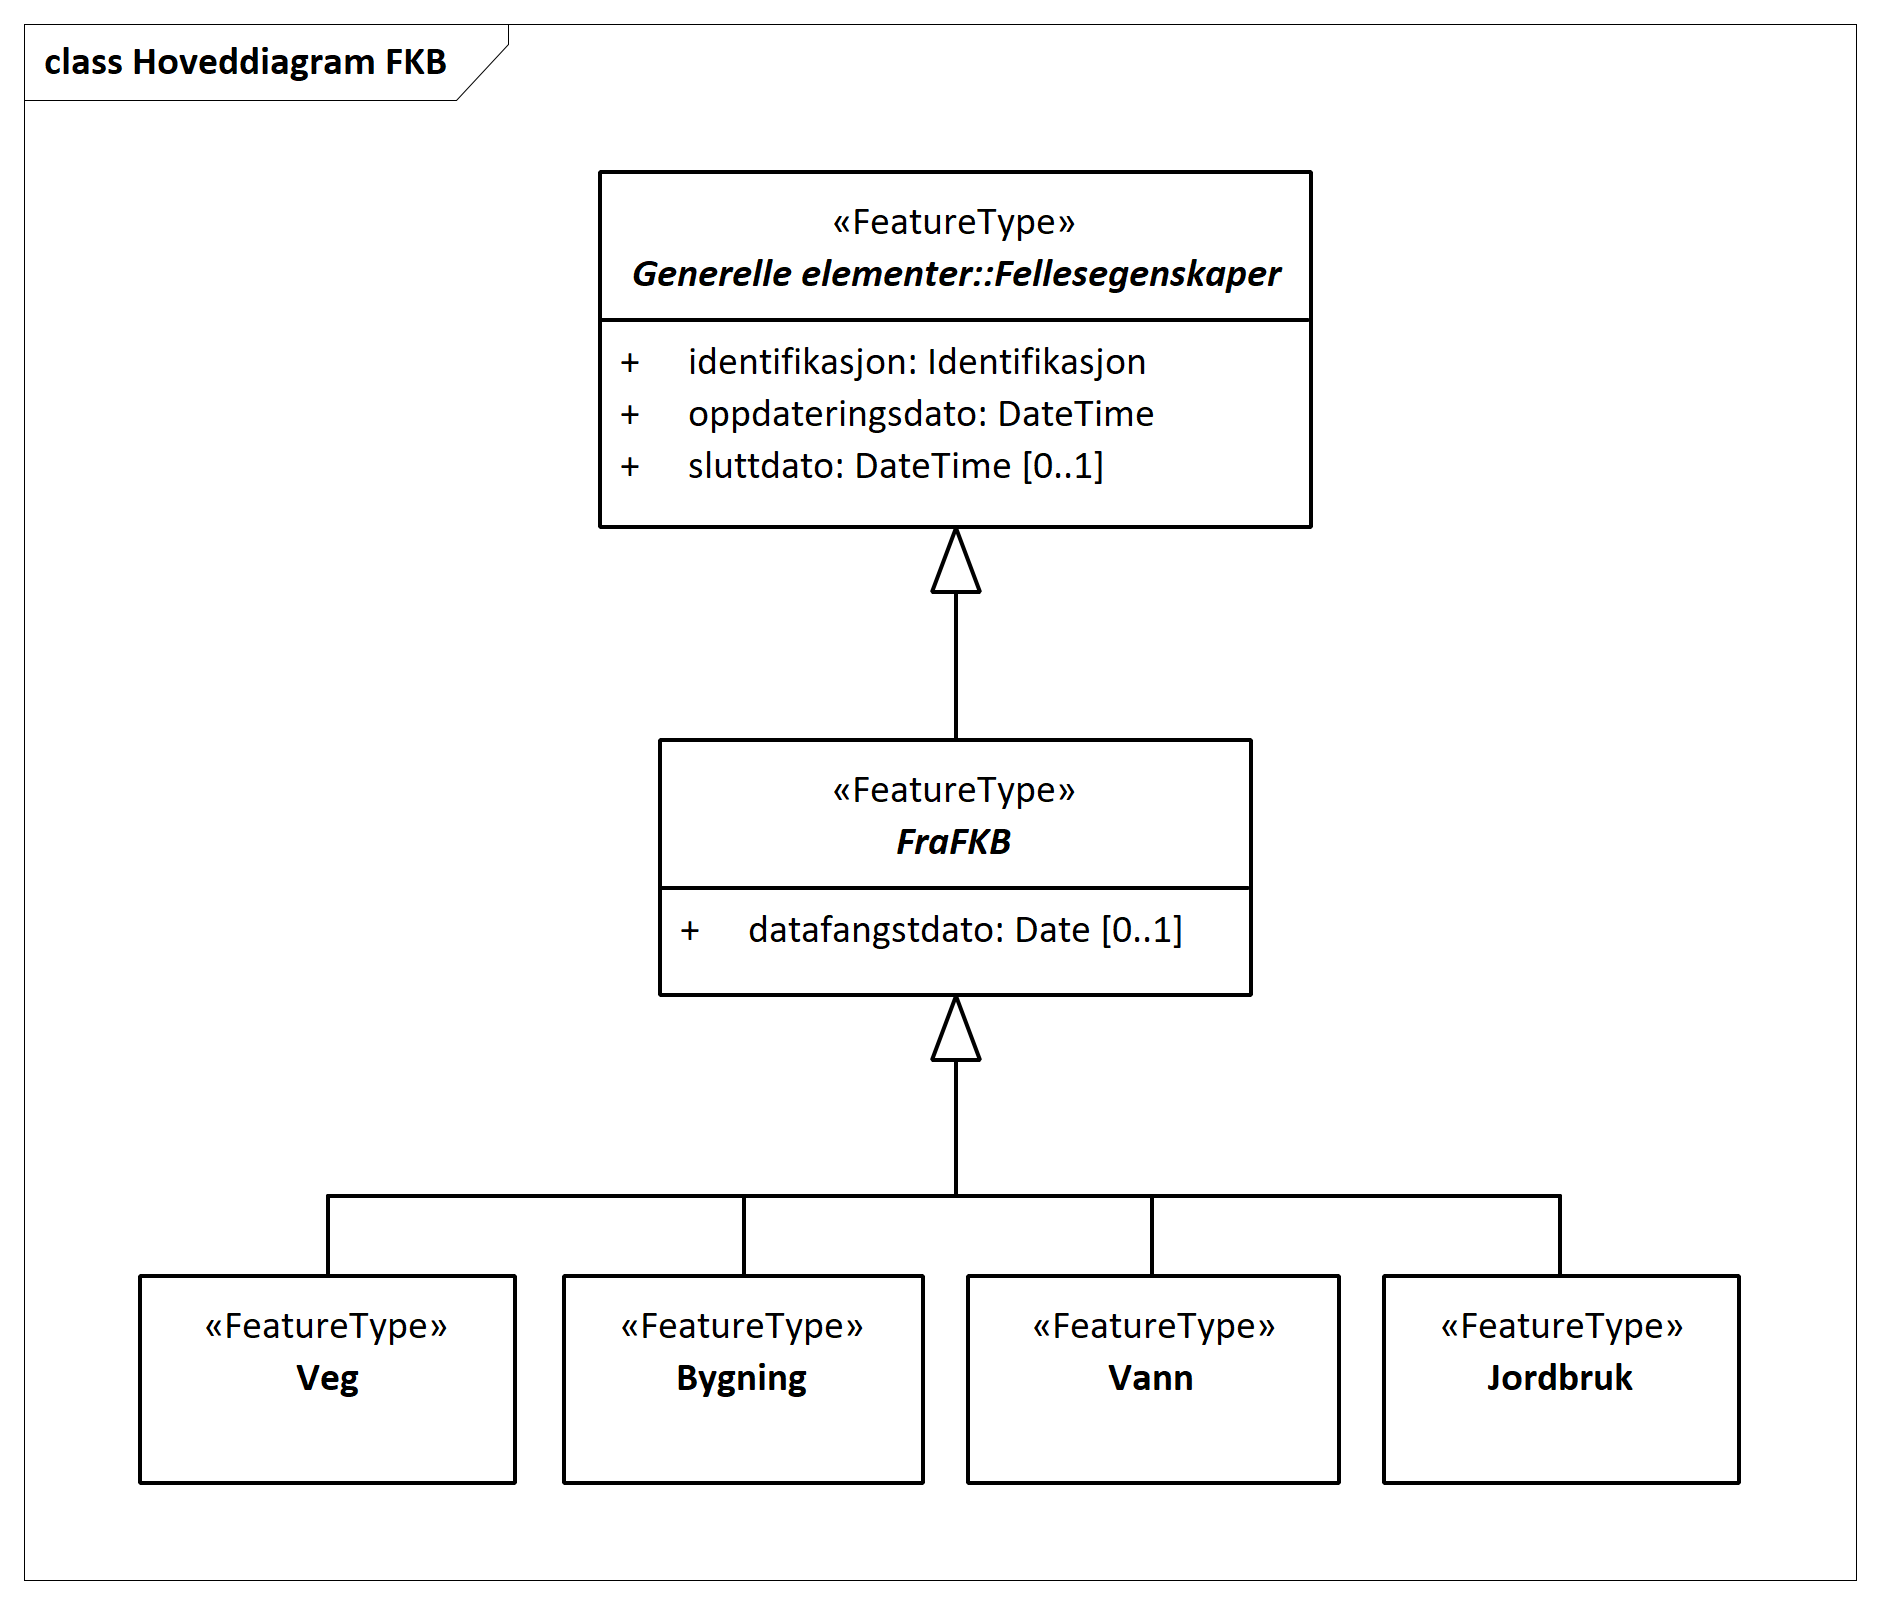 class Hoveddiagram FKB
«FeatureType»
Generelle elementer::Fellesegenskaper
+ identifikasjon: Identifikasjon
+ oppdateringsdato: DateTime
+ sluttdato: DateTime [0..1]
«FeatureType»
FraFKB
+ datafangstdato: Date [0..1]
«FeatureType»
Veg
«FeatureType»
Bygning
«FeatureType»
Vann
«FeatureType»
Jordbruk